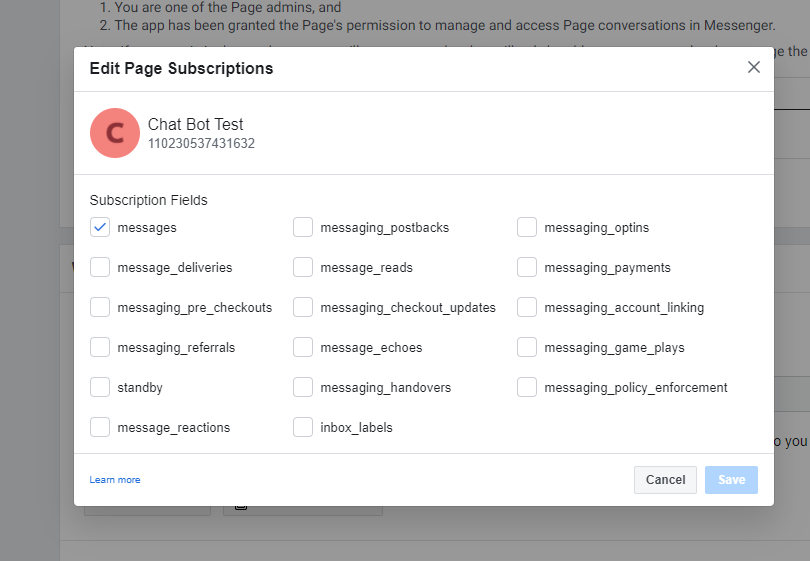 1. You are one of the Page admins, and
2. The app has been granted the Page's permission to manage and access Page conversations in Messenger.
ge the
Edit Page Subscriptions
C
Chat Bot Test
110230537431632
Subscription Fields
messages messaging_postbacks messaging_optins
message_deliveries message_reads messaging_payments
messaging_pre_checkouts messaging_checkout_updates messaging_account_linking
messaging_referrals message_echoes messaging_game_plays
standby messaging_handovers messaging_policy_enforcement
message_reactions inbox_labels
o you
Learn more Cancel Save